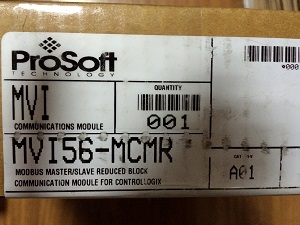 ProSoft
TECHNOLOGY
MVI
COMMUNICATIONS MODULE
QUANTITY
001
*000
MVI56-MCMR
MODBUS MASTER/SLAVE REDUCED BLOCK
COMMUNICATION MODULE FOR CONTROLLOGIX
A01